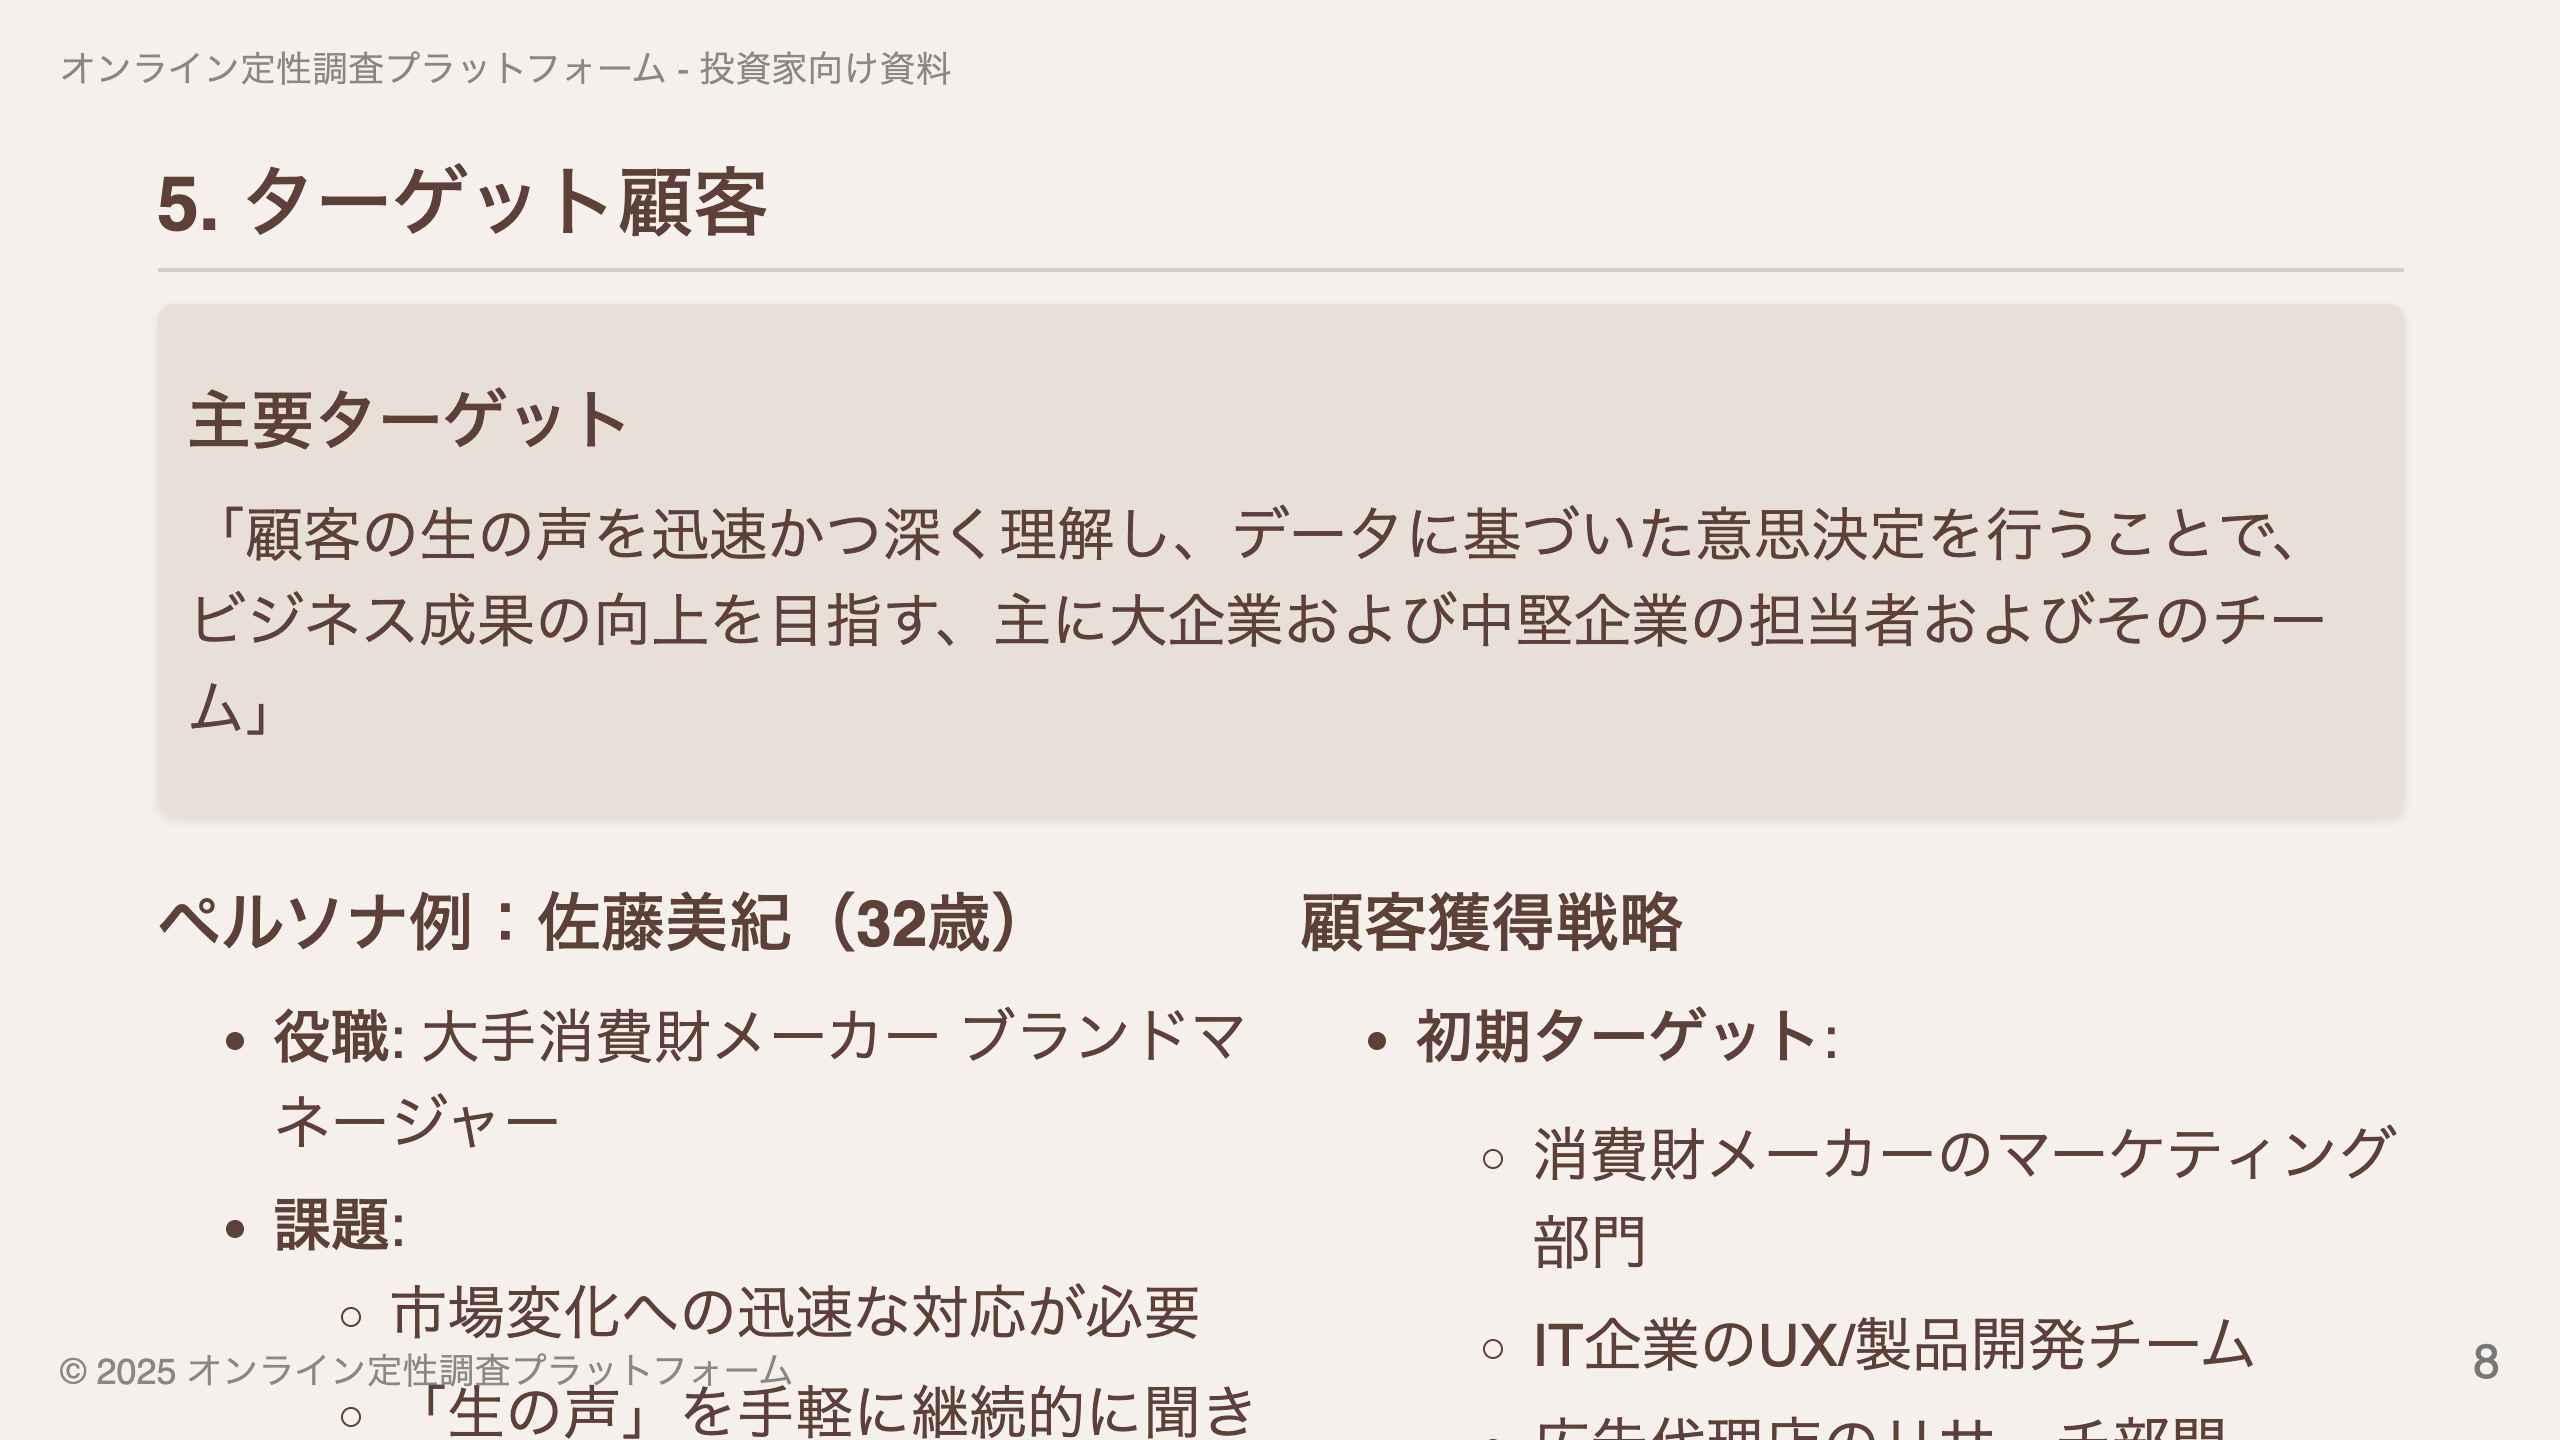 オンライン定性調査プラットフォーム - 投資家向け資料
5. ターゲット顧客
主要ターゲット
「顧客の生の声を迅速かつ深く理解し、データに基づいた意思決定を行うことで、
ビジネス成果の向上を目指す、主に大企業および中堅企業の担当者およびそのチー
ム」
ペルソナ例：佐藤美紀（32歳）
• 役職: 大手消費財メーカー ブランドマ
ネージャー
• 課題:
◦ 市場変化への迅速な対応が必要
◦ 「生の声」を手軽に継続的に聞き
顧客獲得戦略
• 初期ターゲット:
◦ 消費財メーカーのマーケティング
部門
◦ IT企業のUX/製品開発チーム
◦ 広告代理店のリサーチ部門
© 2025 オンライン定性調査プラットフォーム
8